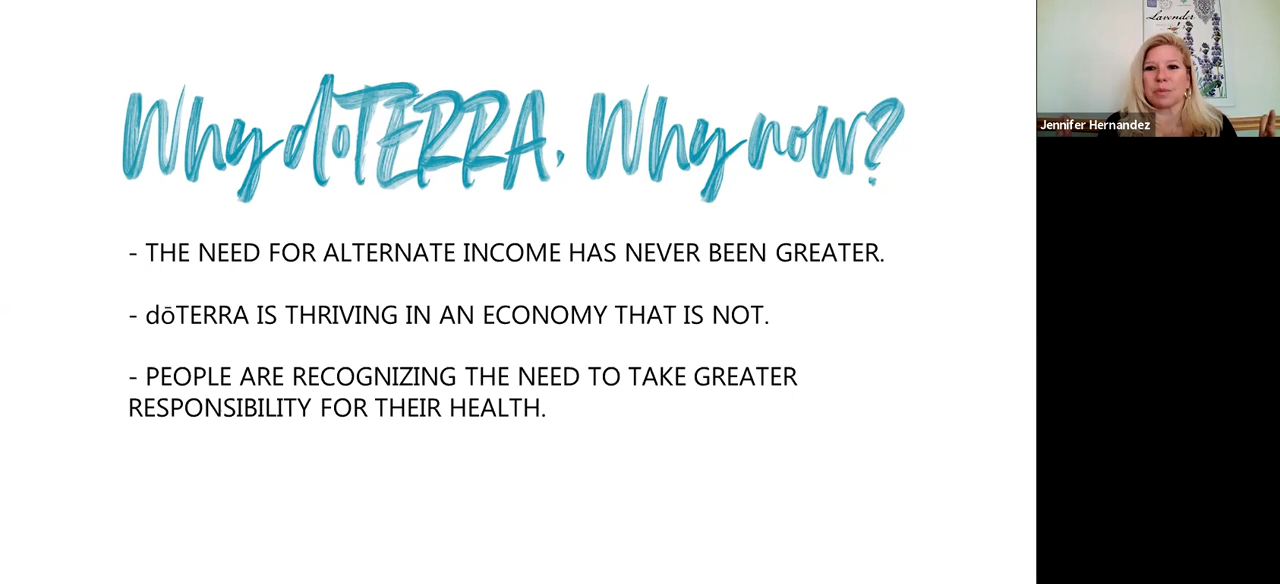 Why dōTERRA, Why now?
- THE NEED FOR ALTERNATE INCOME HAS NEVER BEEN GREATER.
- dōTERRA IS THRIVING IN AN ECONOMY THAT IS NOT.
- PEOPLE ARE RECOGNIZING THE NEED TO TAKE GREATER
RESPONSIBILITY FOR THEIR HEALTH.
Lavender
Jennifer Hernandez